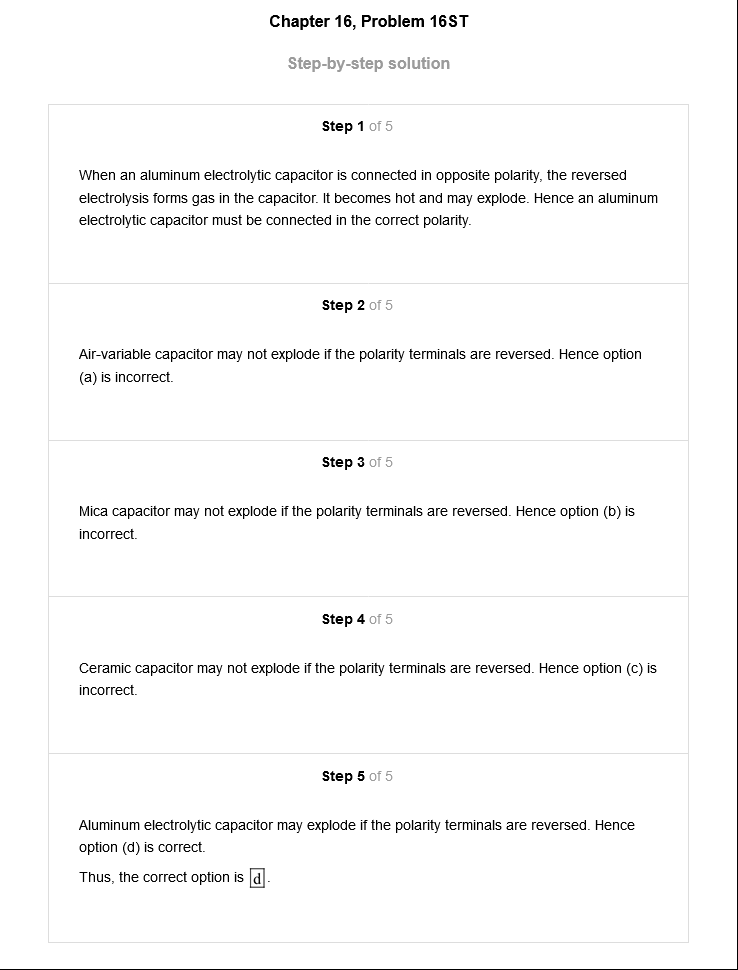 Chapter 16, Problem 16ST
Step-by-step solution
Step 1 of 5
When an aluminum electrolytic capacitor is connected in opposite polarity, the reversed
electrolysis forms gas in the capacitor. It becomes hot and may explode. Hence an aluminum
electrolytic capacitor must be connected in the correct polarity.
Step 2 of 5
Air-variable capacitor may not explode if the polarity terminals are reversed. Hence option
(a) is incorrect.
Step 3 of 5
Mica capacitor may not explode if the polarity terminals are reversed. Hence option (b) is
incorrect.
Step 4 of 5
Ceramic capacitor may not explode if the polarity terminals are reversed. Hence option (c) is
incorrect.
Step 5 of 5
Aluminum electrolytic capacitor may explode if the polarity terminals are reversed. Hence
option (d) is correct.
Thus, the correct option is d.